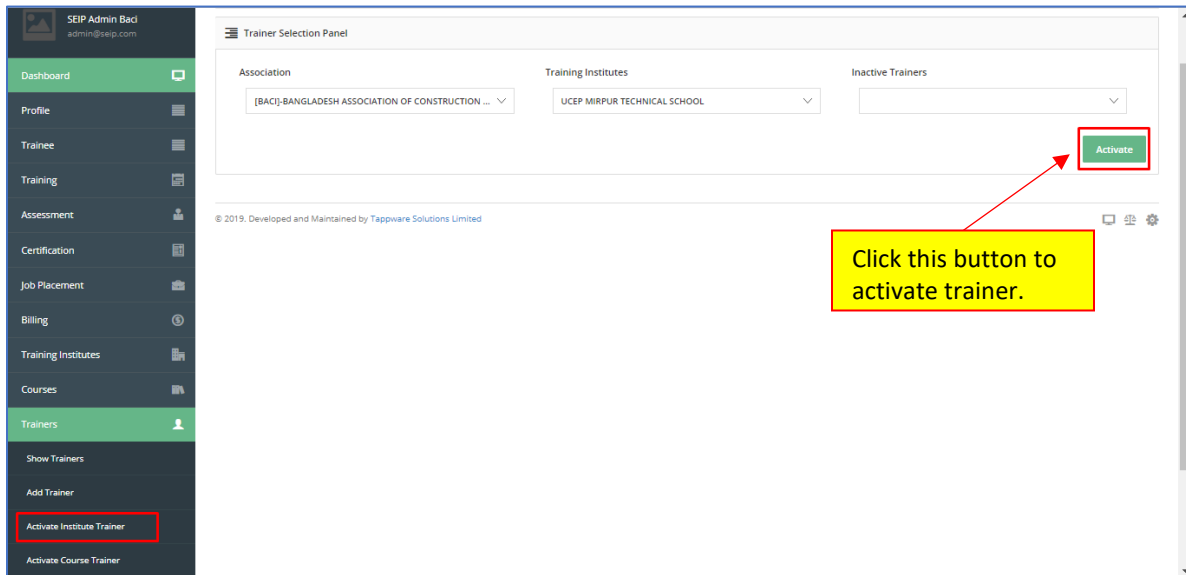 SEIP Admin Baci
admin@seip.com
Dashboard
Profile
Trainee
Training
Assessment
Certification
Job Placement
Billing
Training Institutes
Courses
Trainers
Show Trainers
Add Trainer
Activate Institute Trainer
Activate Course Trainer
Trainer Selection Panel
Association
Training Institutes
Inactive Trainers
[BACI]-BANGLADESH ASSOCIATION OF CONSTRUCTION ...
UCEP MIRPUR TECHNICAL SCHOOL
Activate
© 2019. Developed and Maintained by Tappware Solutions Limited
Click this button to
activate trainer.